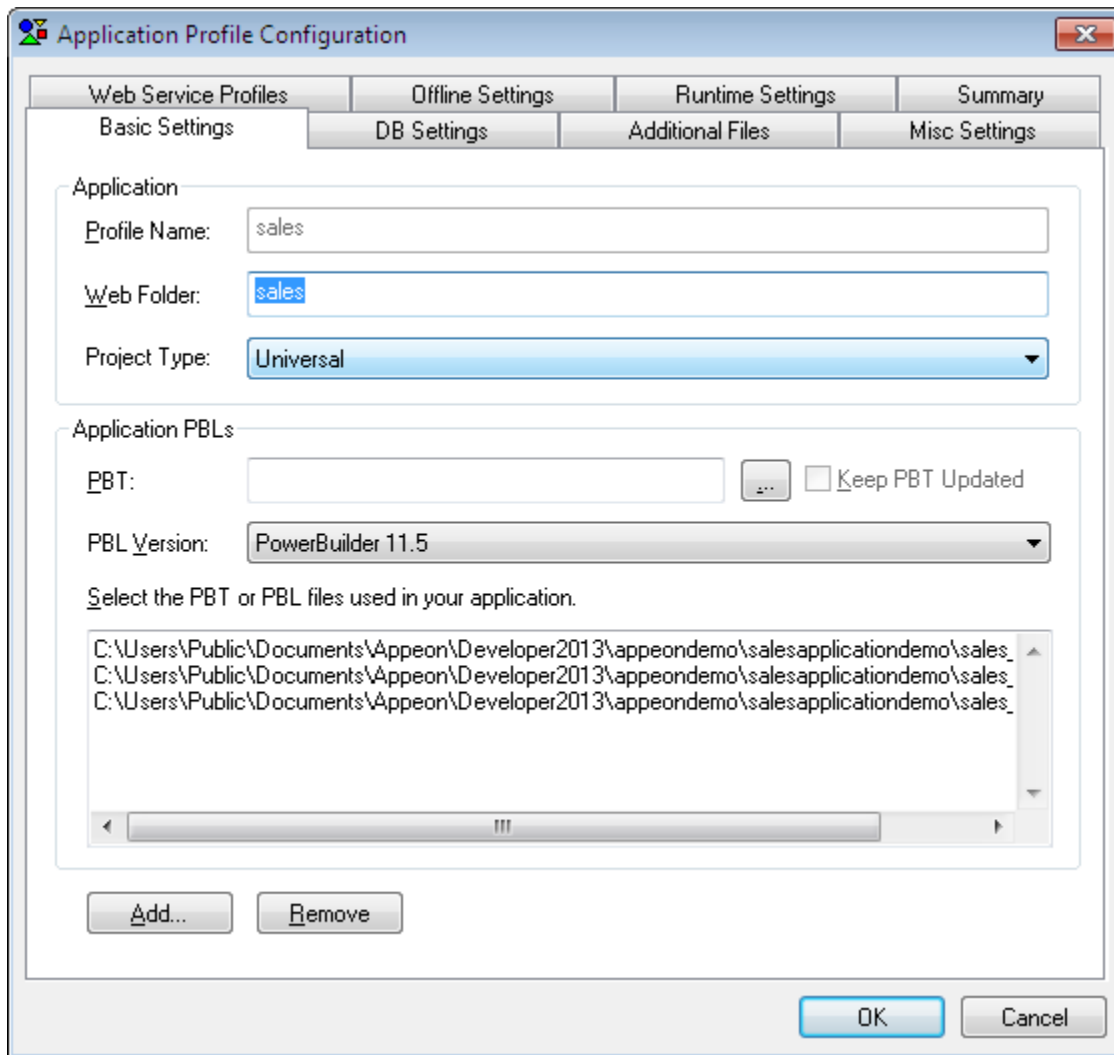 Application Profile Configuration
Web Service Profiles Offline Settings Runtime Settings Summary
Basic Settings DB Settings Additional Files Misc Settings
Application
Profile Name: sales
Web Folder: sales
Project Type: Universal
Application PBLs
PBT: ... Keep PBT Updated
PBL Version: PowerBuilder 11.5
Select the PBT or PBL files used in your application.
C:\Users\Public\Documents\Appeon\Developer2013\appeondemo\salesapplicationdemo\sales_
C:\Users\Public\Documents\Appeon\Developer2013\appeondemo\salesapplicationdemo\sales_
C:\Users\Public\Documents\Appeon\Developer2013\appeondemo\salesapplicationdemo\sales_
Add... Remove
OK Cancel